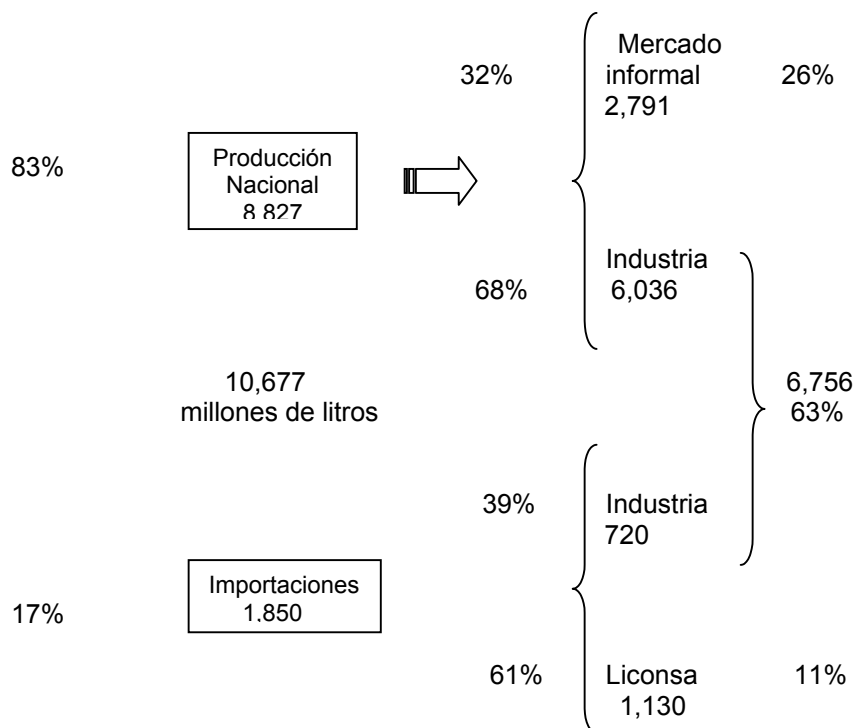 32%
Mercado
informal
2,791
26%
83%
Producción
Nacional
8,827
68%
Industria
6,036
10,677
millones de litros
6,756
63%
39%
Industria
720
17%
Importaciones
1,850
61%
Liconsa
1,130
11%